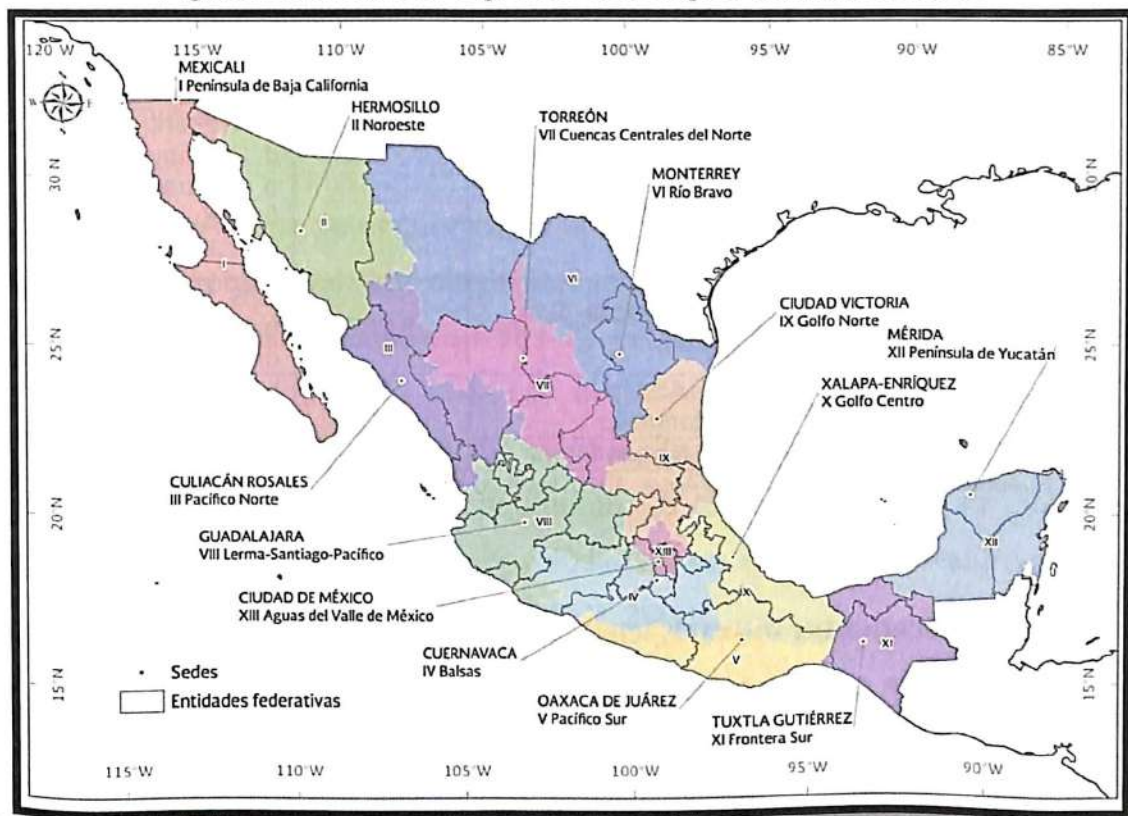 120°W 115°W 110°W 105°W 100°W 95°W 90°W 85°W
MEXICALI
I Península de Baja California
HERMOSILLO
II Noroeste
TORREÓN
VII Cuencas Centrales del Norte
MONTERREY
VI Río Bravo
CIUDAD VICTORIA
IX Golfo Norte
MÉRIDA
XII Península de Yucatán
XALAPA-ENRÍQUEZ
X Golfo Centro
CULIACÁN ROSALES
III Pacífico Norte
GUADALAJARA
VIII Lerma-Santiago-Pacífico
CIUDAD DE MÉXICO
XIII Aguas del Valle de México
CUERNAVACA
IV Balsas
OAXACA DE JUÁREZ
V Pacífico Sur
TUXTLA GUTIÉRREZ
XI Frontera Sur
Sedes
Entidades federativas
I
II
III
VI
VII
IX
VIII
XIII
IV
IX
V
XI
XII
30°N
25°N
20°N
15°N
30°N
25°N
20°N
15°N
115°W 110°W 105°W 100°W 95°W 90°W